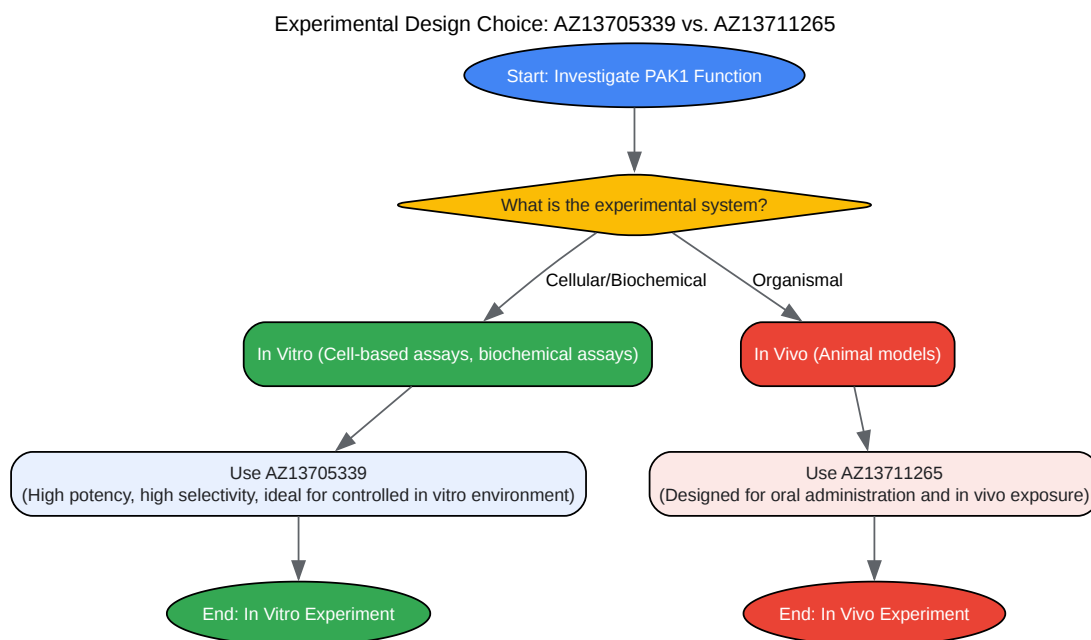 Experimental Design Choice: AZ13705339 vs. AZ13711265
Start: Investigate PAK1 Function
What is the experimental system?
Cellular/Biochemical
Organismal
In Vitro (Cell-based assays, biochemical assays)
In Vivo (Animal models)
Use AZ13705339
(High potency, high selectivity, ideal for controlled in vitro environment)
Use AZ13711265
(Designed for oral administration and in vivo exposure)
End: In Vitro Experiment
End: In Vivo Experiment